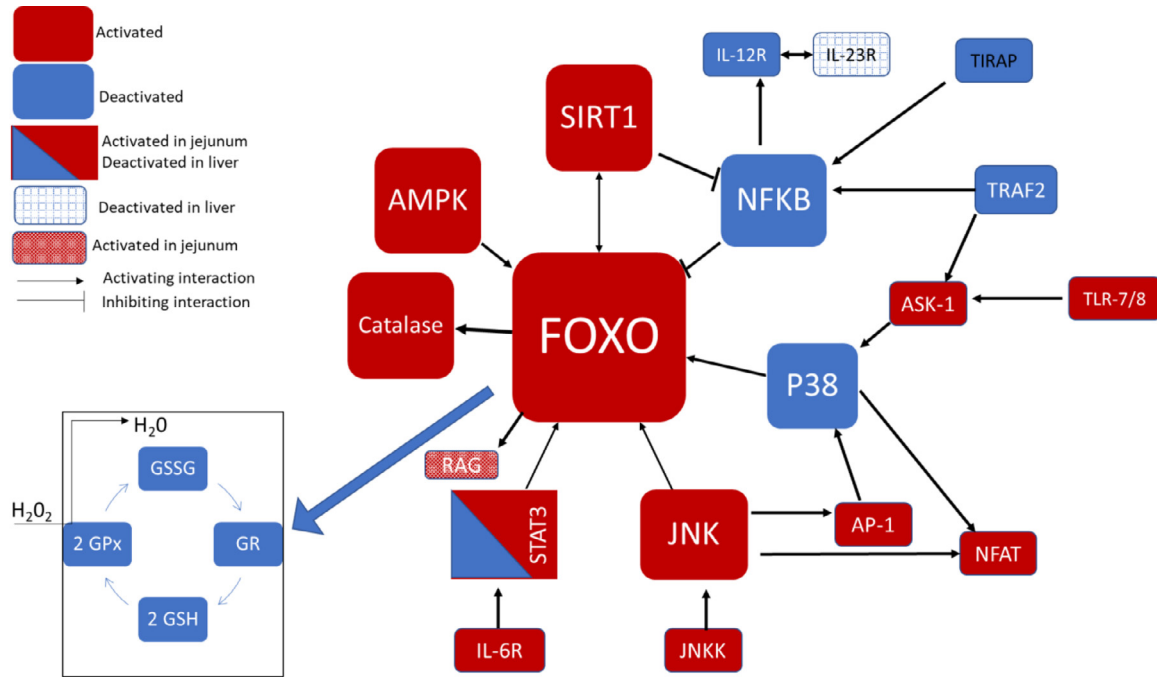 Activated
Deactivated
Activated in jejunum
Deactivated in liver
Deactivated in liver
Activated in jejunum
Activating interaction
Inhibiting interaction
IL-12R
IL-23R
TIRAP
SIRT1
AMPK
NFKB
TRAF2
Catalase
FOXO
ASK-1
TLR-7/8
P38
H₂O
GSSG
H₂O₂
2 GPx
GR
2 GSH
RAG
STAT3
JNK
AP-1
NFAT
IL-6R
JNKK